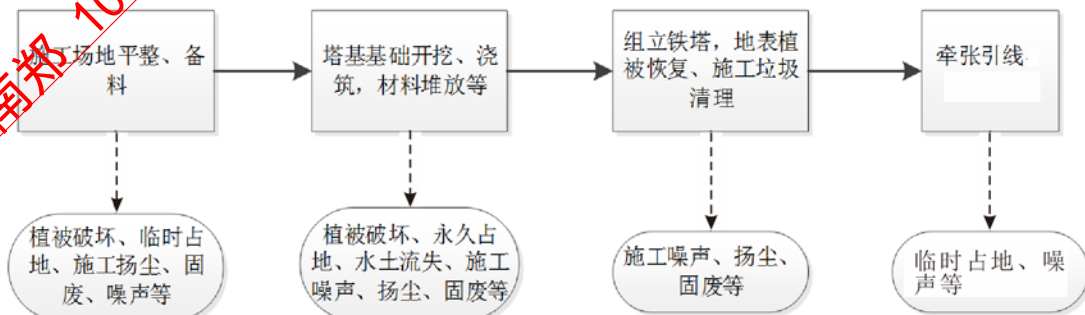 南郑 10
施工场地平整、备
料
塔基基础开挖、浇
筑，材料堆放等
组立铁塔，地表植
被恢复、施工垃圾
清理
牵张引线
植被破坏、临时占
地、施工扬尘、固
废、噪声等
植被破坏、永久占
地、水土流失、施工
噪声、扬尘、固废等
施工噪声、扬尘、
固废等
临时占地、噪
声等